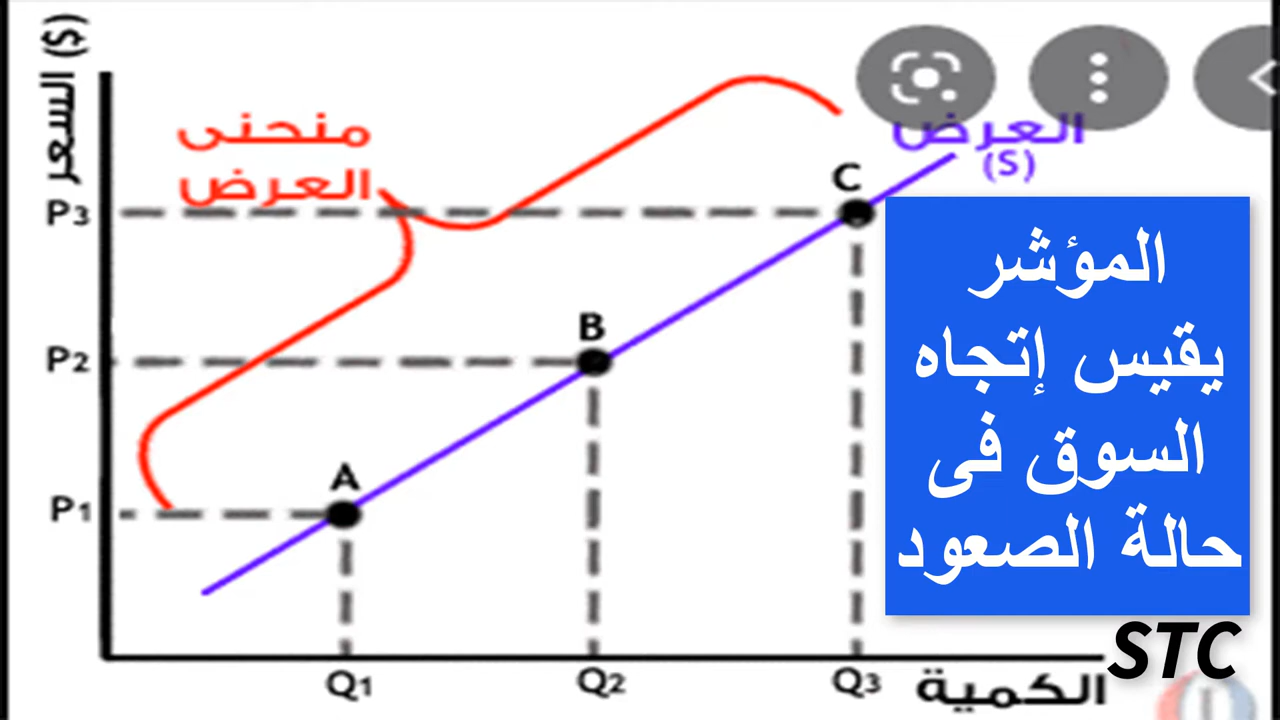 السعر ($)
منحنى
العرض
العرض
(S)
C
P3
B
P2
A
P1
Q1
Q2
Q3
الكمية
المؤشر
يقيس إتجاه
السوق فى
حالة الصعود
STC